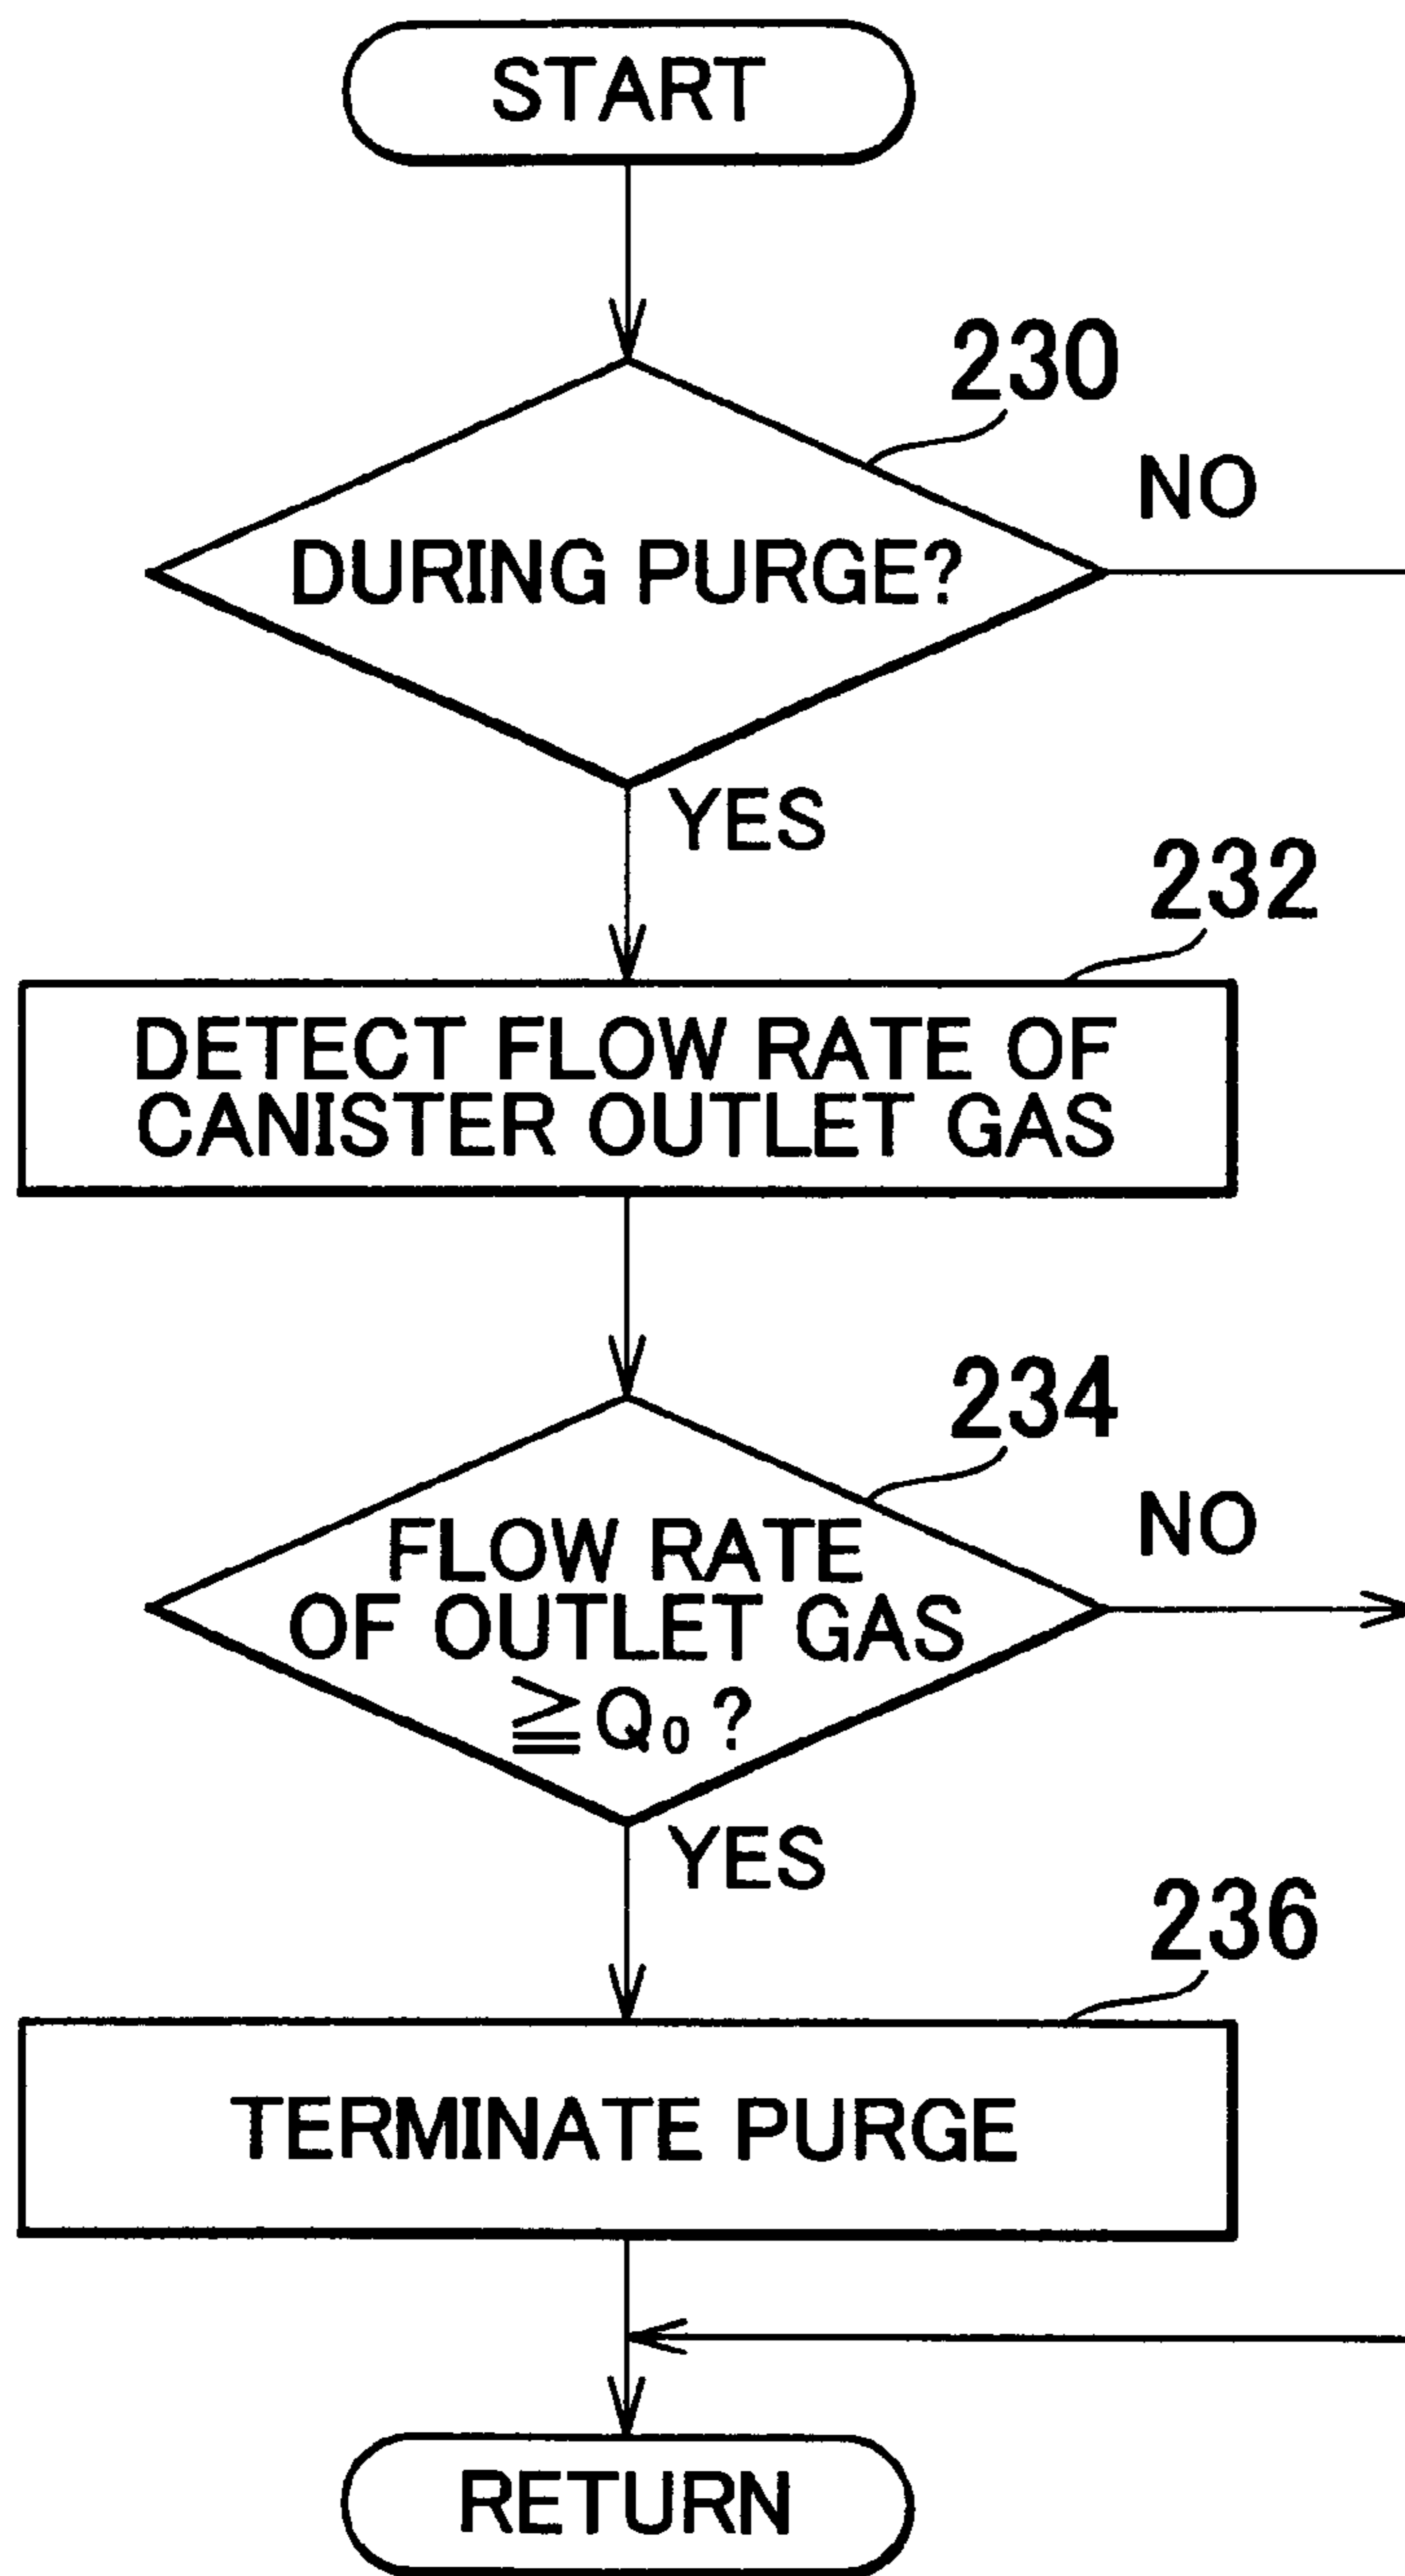 START
230
NO
DURING PURGE?
YES
232
DETECT FLOW RATE OF
CANISTER OUTLET GAS
234
NO
FLOW RATE
OF OUTLET GAS
≧Q₀?
YES
236
TERMINATE PURGE
RETURN